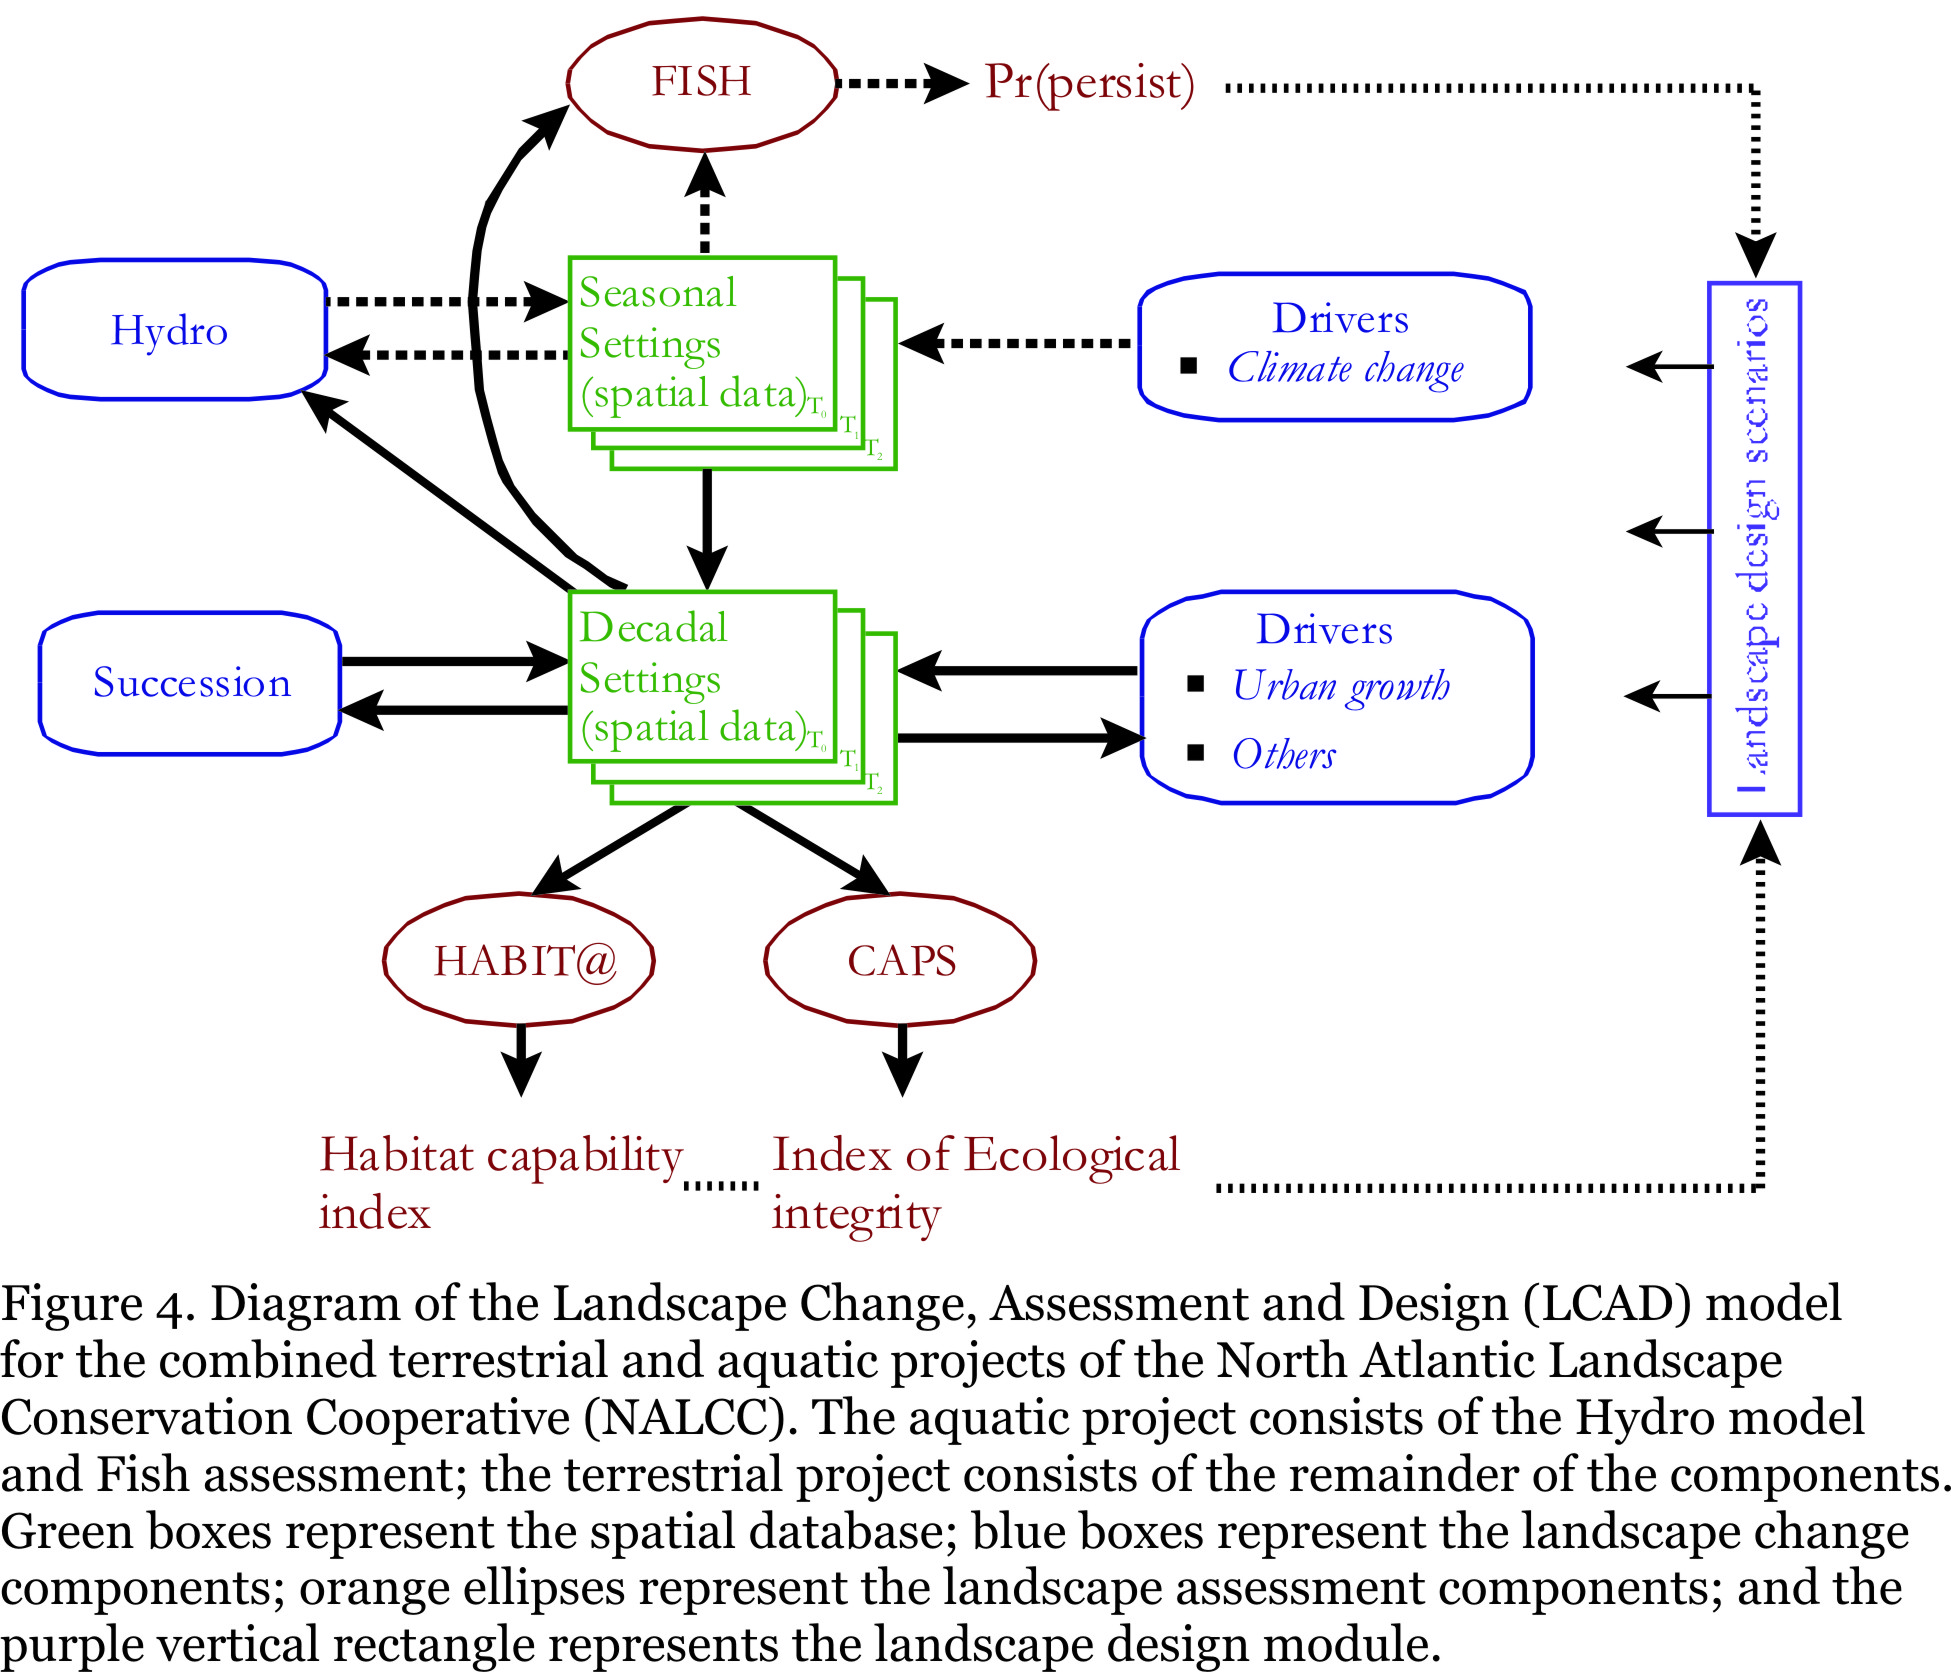 FISH
Pr(persist)
Hydro
Seasonal
Settings
(spatial data)T0
T1
T2
Drivers
■ Climate change
Landscape design scenarios
Succession
Decadal
Settings
(spatial data)T0
T1
T2
Drivers
■ Urban growth
■ Others
HABIT@
CAPS
Habitat capability
index
Index of Ecological
integrity
Figure 4. Diagram of the Landscape Change, Assessment and Design (LCAD) model
for the combined terrestrial and aquatic projects of the North Atlantic Landscape
Conservation Cooperative (NALCC). The aquatic project consists of the Hydro model
and Fish assessment; the terrestrial project consists of the remainder of the components.
Green boxes represent the spatial database; blue boxes represent the landscape change
components; orange ellipses represent the landscape assessment components; and the
purple vertical rectangle represents the landscape design module.